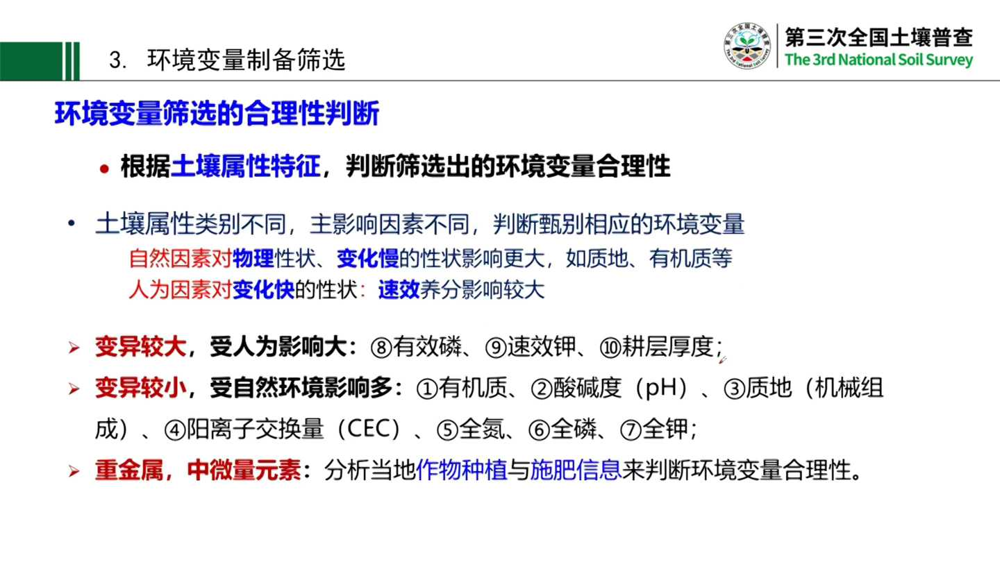 3. 环境变量制备筛选
第三次全国土壤普查
The 3rd National Soil Survey
环境变量筛选的合理性判断
• 根据土壤属性特征，判断筛选出的环境变量合理性
• 土壤属性类别不同，主影响因素不同，判断甄别相应的环境变量
自然因素对物理性状、变化慢的性状影响更大，如质地、有机质等
人为因素对变化快的性状：速效养分影响较大
➢ 变异较大，受人为影响大：⑧有效磷、⑨速效钾、⑩耕层厚度；
➢ 变异较小，受自然环境影响多：①有机质、②酸碱度（pH）、③质地（机械组
成）、④阳离子交换量（CEC）、⑤全氮、⑥全磷、⑦全钾；
➢ 重金属，中微量元素：分析当地作物种植与施肥信息来判断环境变量合理性。